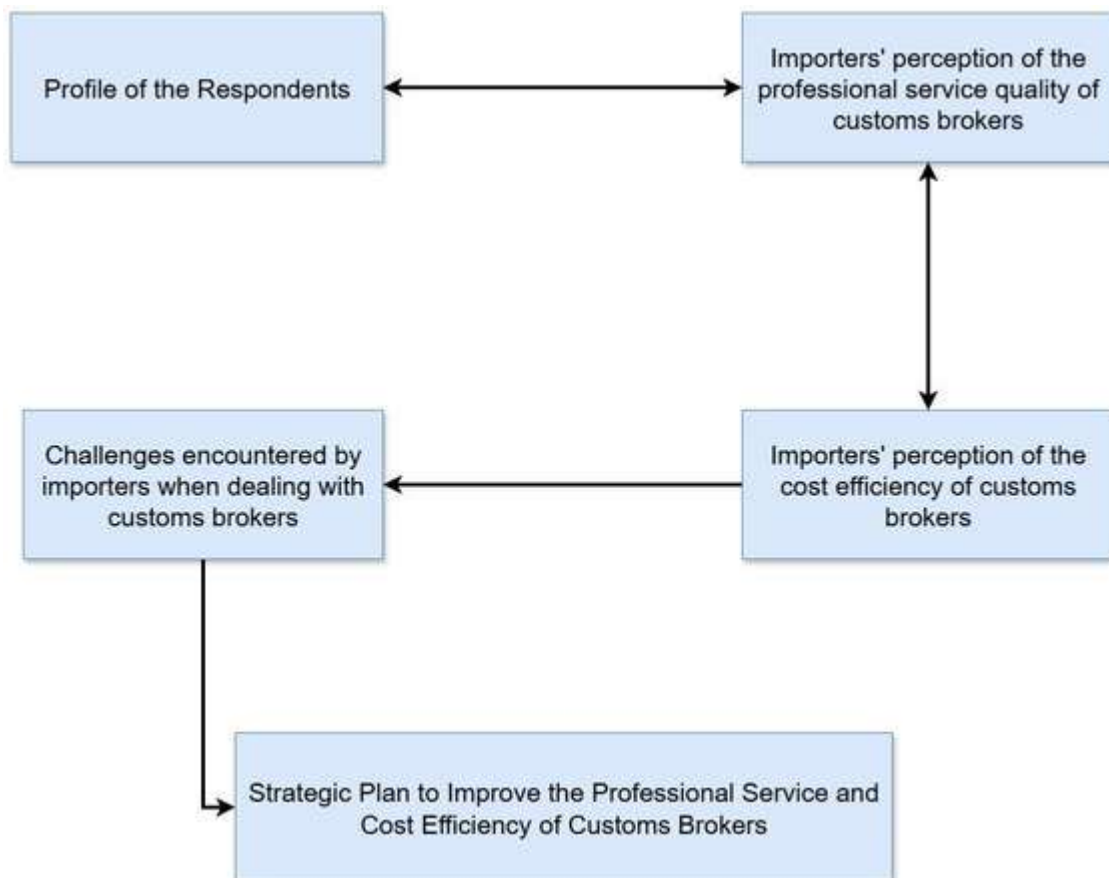 Profile of the Respondents
Importers' perception of the
professional service quality of
customs brokers
Challenges encountered by
importers when dealing with
customs brokers
Importers' perception of the
cost efficiency of customs
brokers
Strategic Plan to Improve the Professional Service and
Cost Efficiency of Customs Brokers